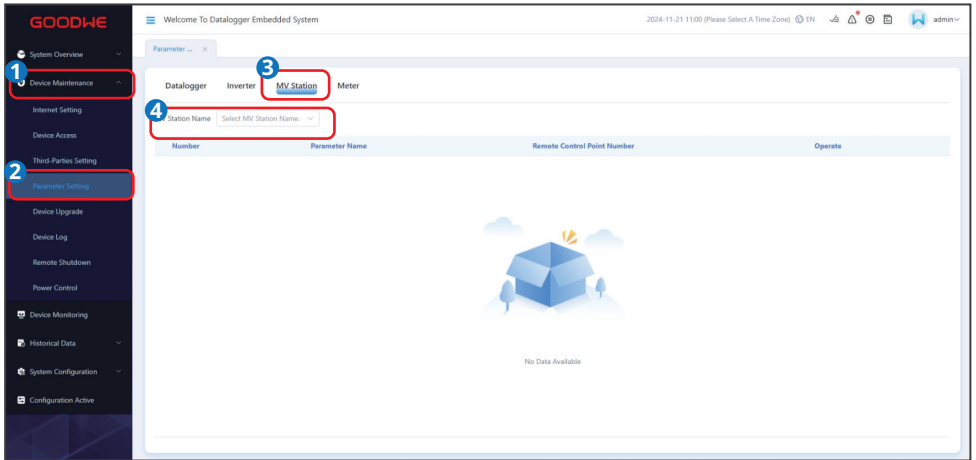 GOODWE
Welcome To Datalogger Embedded System
2024-11-21 11:00 (Please Select A Time Zone) EN
admin
System Overview
Parameter ... ×
1
Device Maintenance
3
Datalogger Inverter MV Station Meter
Internet Setting
4
Station Name Select MV Station Name.
Device Access
Number Parameter Name Remote Control Point Number Operate
Third-Parties Setting
2
Parameter Setting
Device Upgrade
Device Log
Remote Shutdown
Power Control
Device Monitoring
Historical Data
No Data Available
System Configuration
Configuration Active